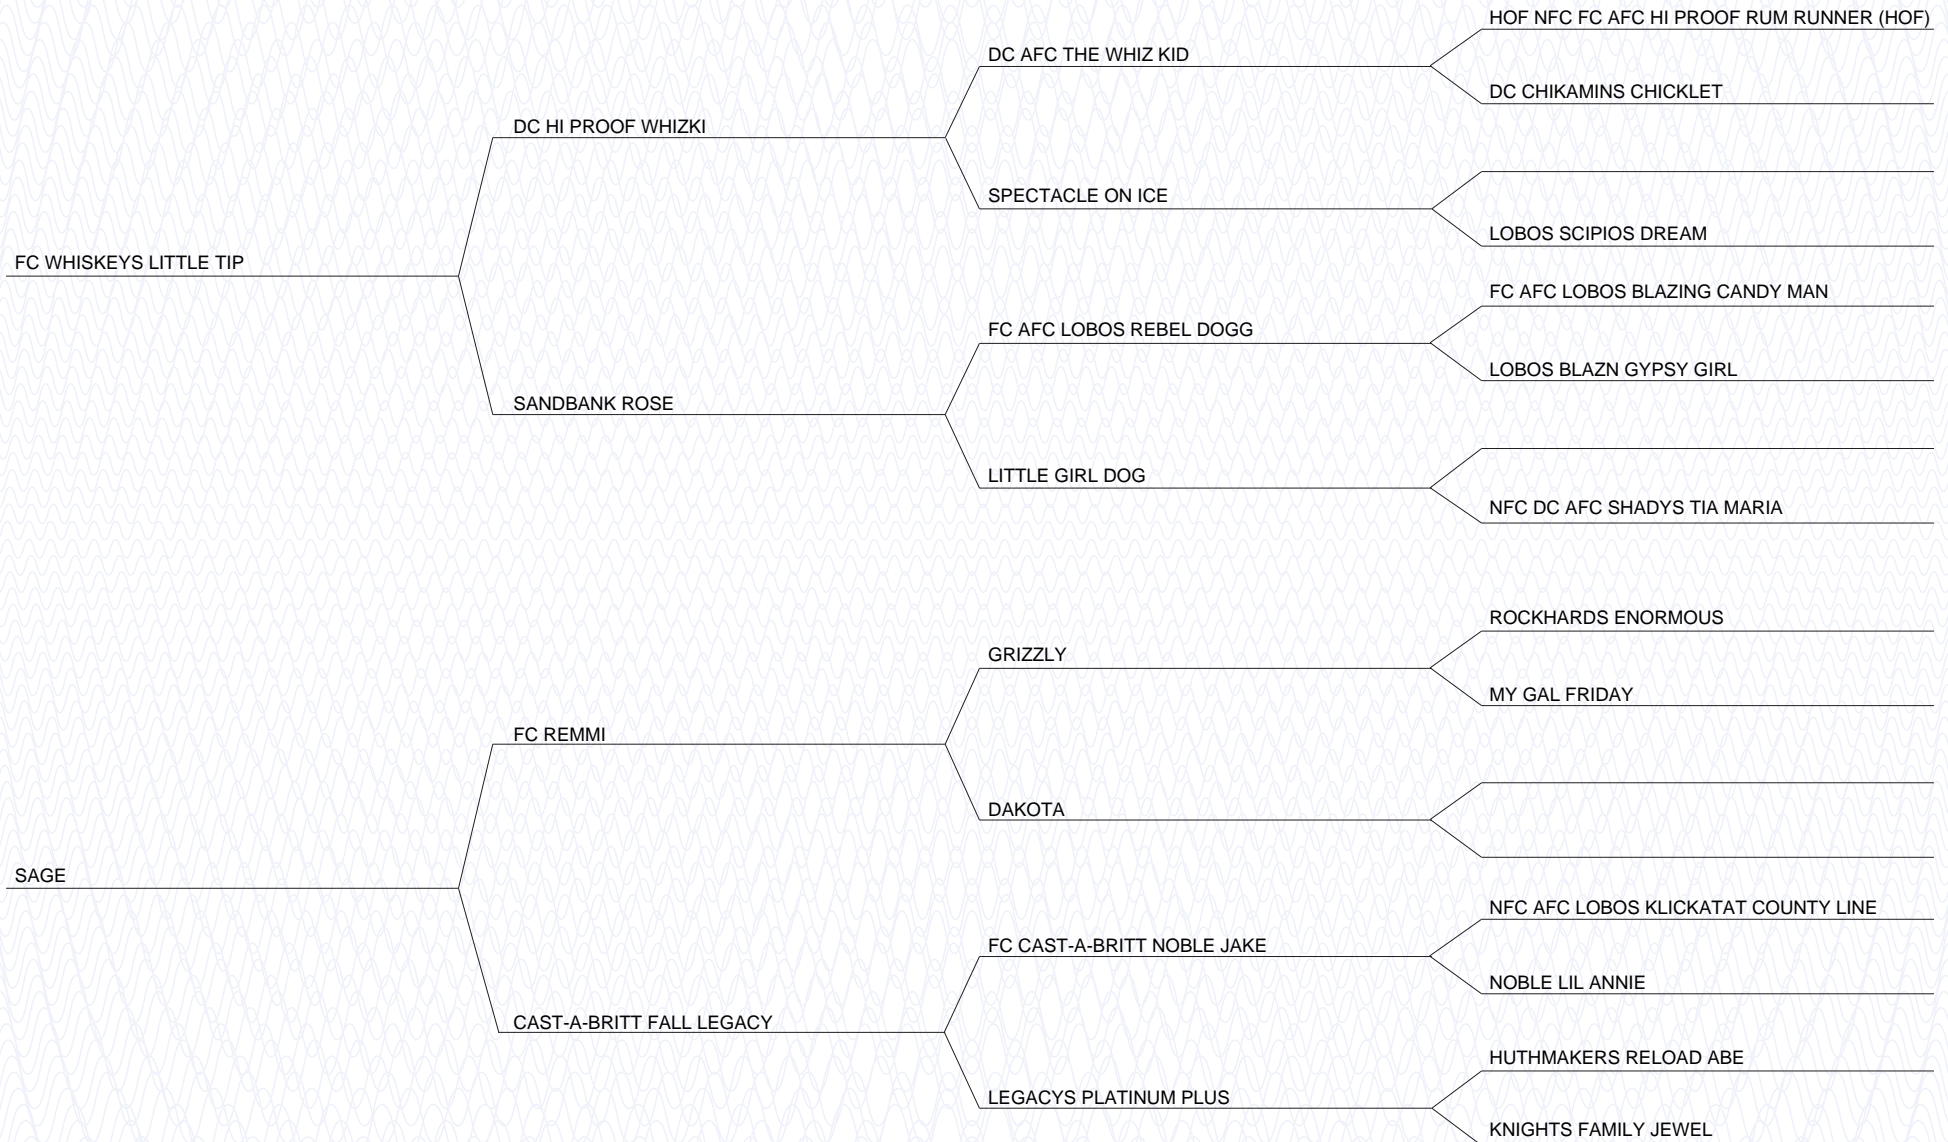 HOF NFC FC AFC HI PROOF RUM RUNNER (HOF)
DC AFC THE WHIZ KID
DC CHIKAMINS CHICKLET
DC HI PROOF WHIZKI
SPECTACLE ON ICE
LOBOS SCIPIOS DREAM
FC WHISKEYS LITTLE TIP
FC AFC LOBOS BLAZING CANDY MAN
FC AFC LOBOS REBEL DOGG
LOBOS BLAZN GYPSY GIRL
SANDBANK ROSE
LITTLE GIRL DOG
NFC DC AFC SHADYS TIA MARIA
ROCKHARDS ENORMOUS
GRIZZLY
MY GAL FRIDAY
FC REMMI
DAKOTA
SAGE
NFC AFC LOBOS KLICKATAT COUNTY LINE
FC CAST-A-BRITT NOBLE JAKE
NOBLE LIL ANNIE
CAST-A-BRITT FALL LEGACY
HUTHMAKERS RELOAD ABE
LEGACYS PLATINUM PLUS
KNIGHTS FAMILY JEWEL